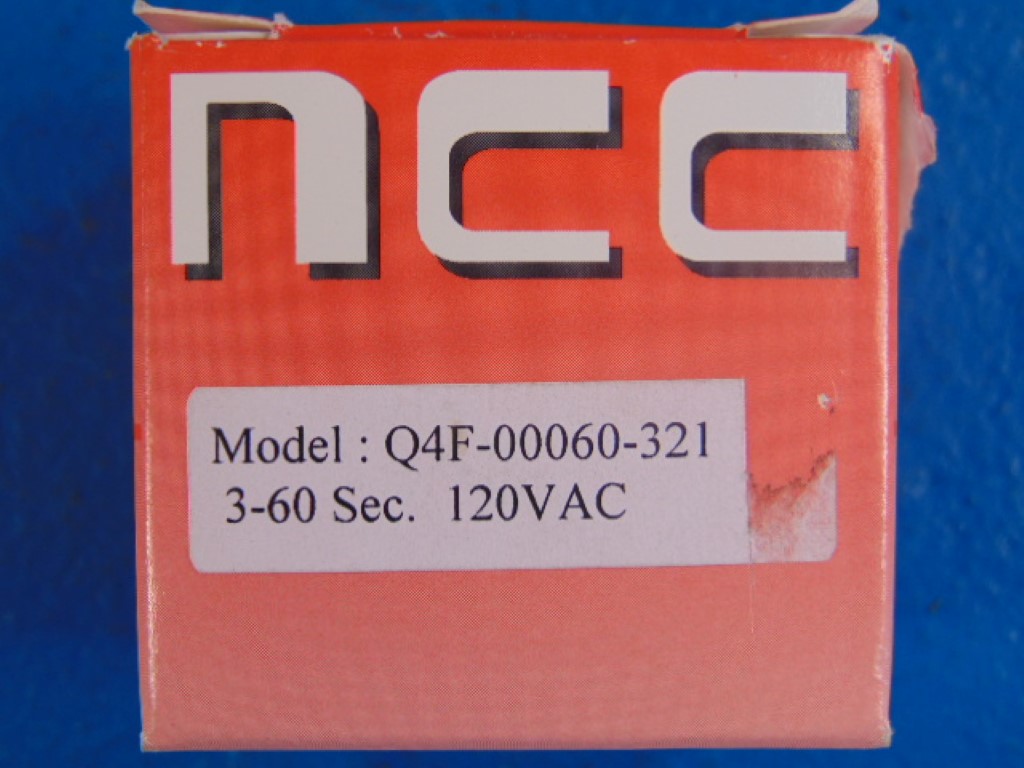 ncc
Model : Q4F-00060-321
3-60 Sec. 120VAC